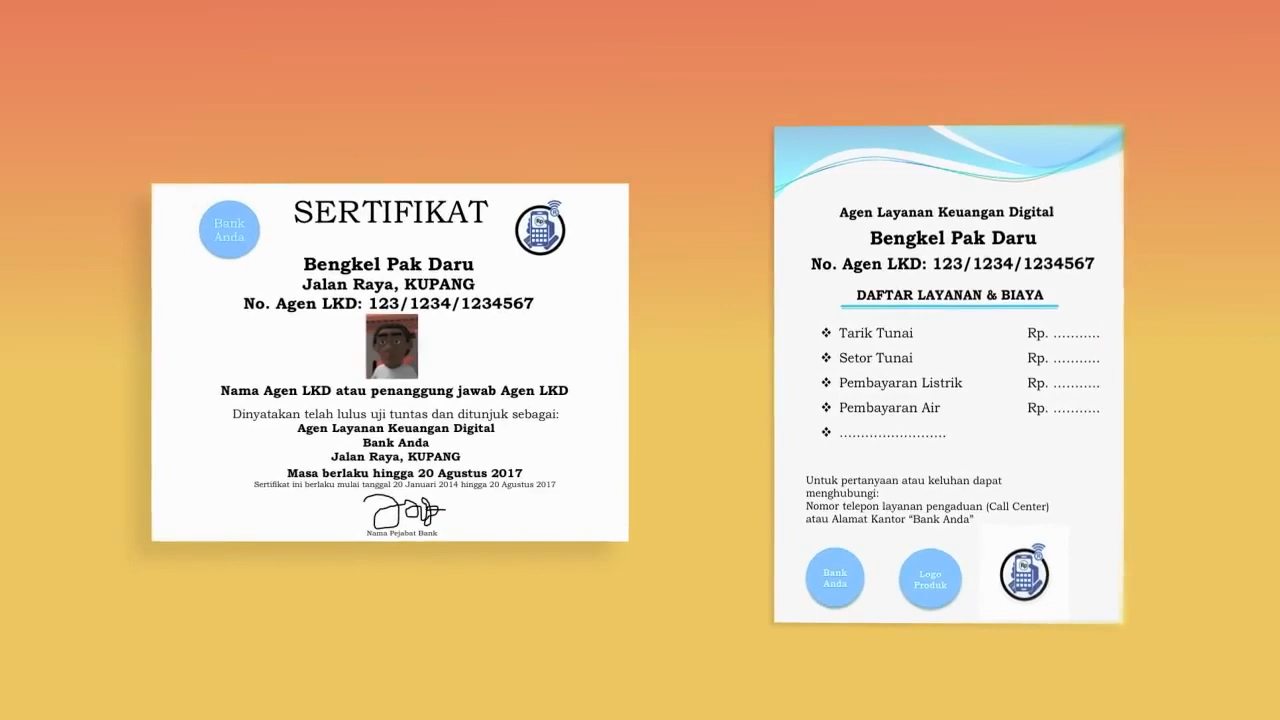 Bank
Anda
SERTIFIKAT
Bengkel Pak Daru
Jalan Raya, KUPANG
No. Agen LKD: 123/1234/1234567
Nama Agen LKD atau penanggung jawab Agen LKD
Dinyatakan telah lulus uji tuntas dan ditunjuk sebagai:
Agen Layanan Keuangan Digital
Bank Anda
Jalan Raya, KUPANG
Masa berlaku hingga 20 Agustus 2017
Sertifikat ini berlaku mulai tanggal 20 Januari 2014 hingga 20 Agustus 2017
Nama Pejabat Bank
Agen Layanan Keuangan Digital
Bengkel Pak Daru
No. Agen LKD: 123/1234/1234567
DAFTAR LAYANAN & BIAYA
❖ Tarik Tunai Rp. ...........
❖ Setor Tunai Rp. ...........
❖ Pembayaran Listrik Rp. ...........
❖ Pembayaran Air Rp. ...........
❖ .........................
Untuk pertanyaan atau keluhan dapat
menghubungi:
Nomor telepon layanan pengaduan (Call Center)
atau Alamat Kantor “Bank Anda”
Bank
Anda
Logo
Produk
Rp